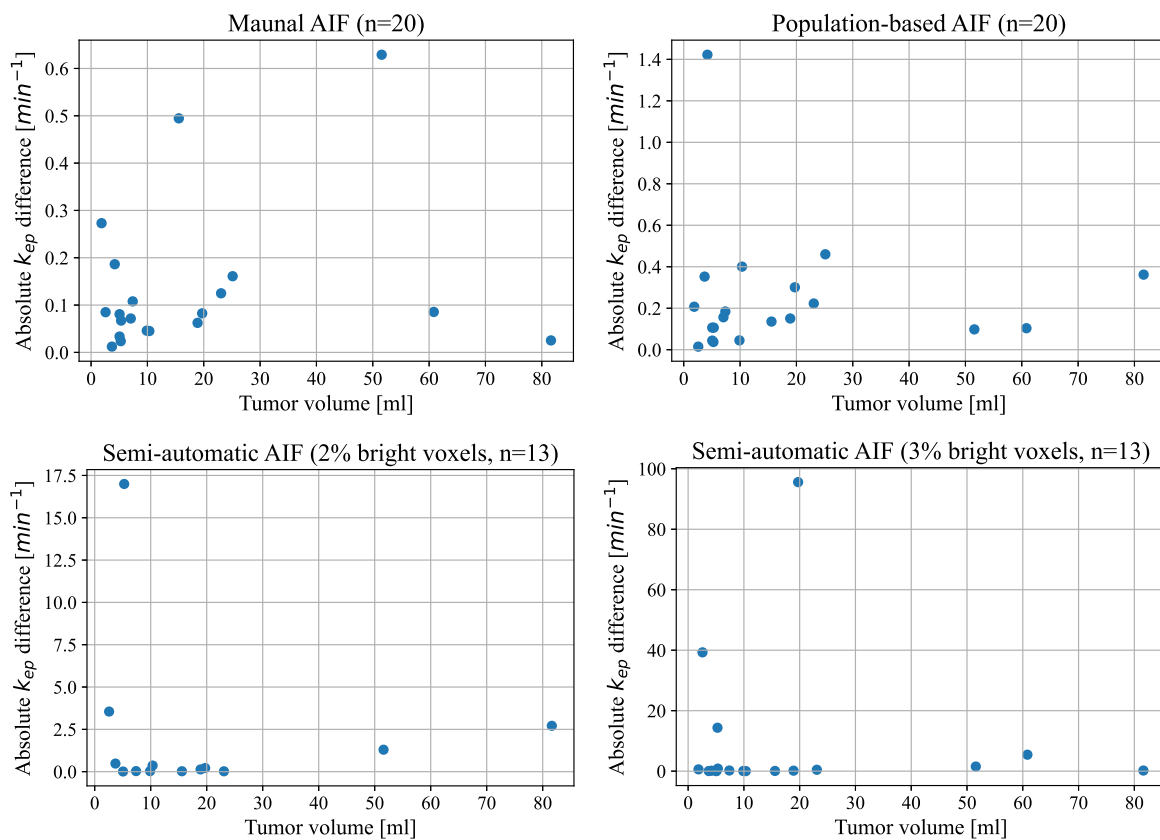 Maunal AIF (n=20)
Absolute k_ep difference [min⁻¹]
0.6
0.5
0.4
0.3
0.2
0.1
0.0
0 10 20 30 40 50 60 70 80
Tumor volume [ml]
Population-based AIF (n=20)
Absolute k_ep difference [min⁻¹]
1.4
1.2
1.0
0.8
0.6
0.4
0.2
0.0
0 10 20 30 40 50 60 70 80
Tumor volume [ml]
Semi-automatic AIF (2% bright voxels, n=13)
Absolute k_ep difference [min⁻¹]
17.5
15.0
12.5
10.0
7.5
5.0
2.5
0.0
0 10 20 30 40 50 60 70 80
Tumor volume [ml]
Semi-automatic AIF (3% bright voxels, n=13)
Absolute k_ep difference [min⁻¹]
100
80
60
40
20
0
0 10 20 30 40 50 60 70 80
Tumor volume [ml]